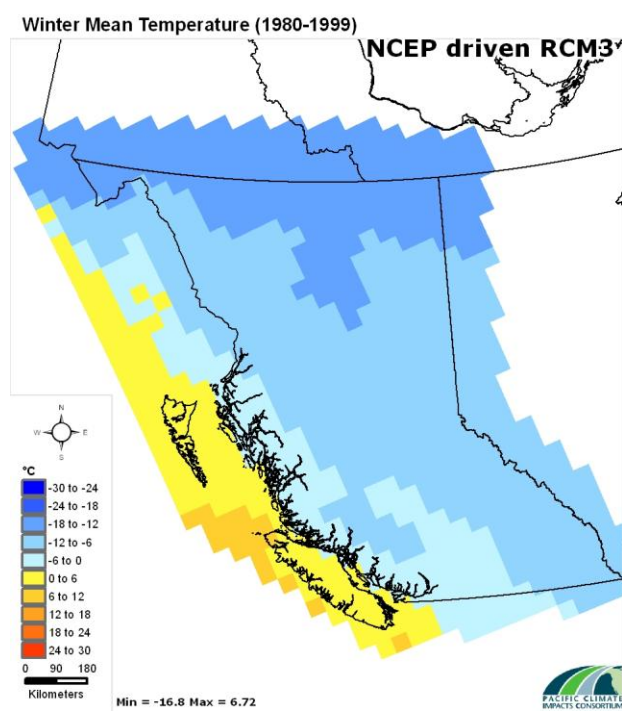 Winter Mean Temperature (1980-1999)
NCEP driven RCM3*
N
W E
S
°C
-30 to -24
-24 to -18
-18 to -12
-12 to -6
-6 to 0
0 to 6
6 to 12
12 to 18
18 to 24
24 to 30
0 90 180
Kilometers
Min = -16.8 Max = 6.72
PACIFIC CLIMATE
IMPACTS CONSORTIUM